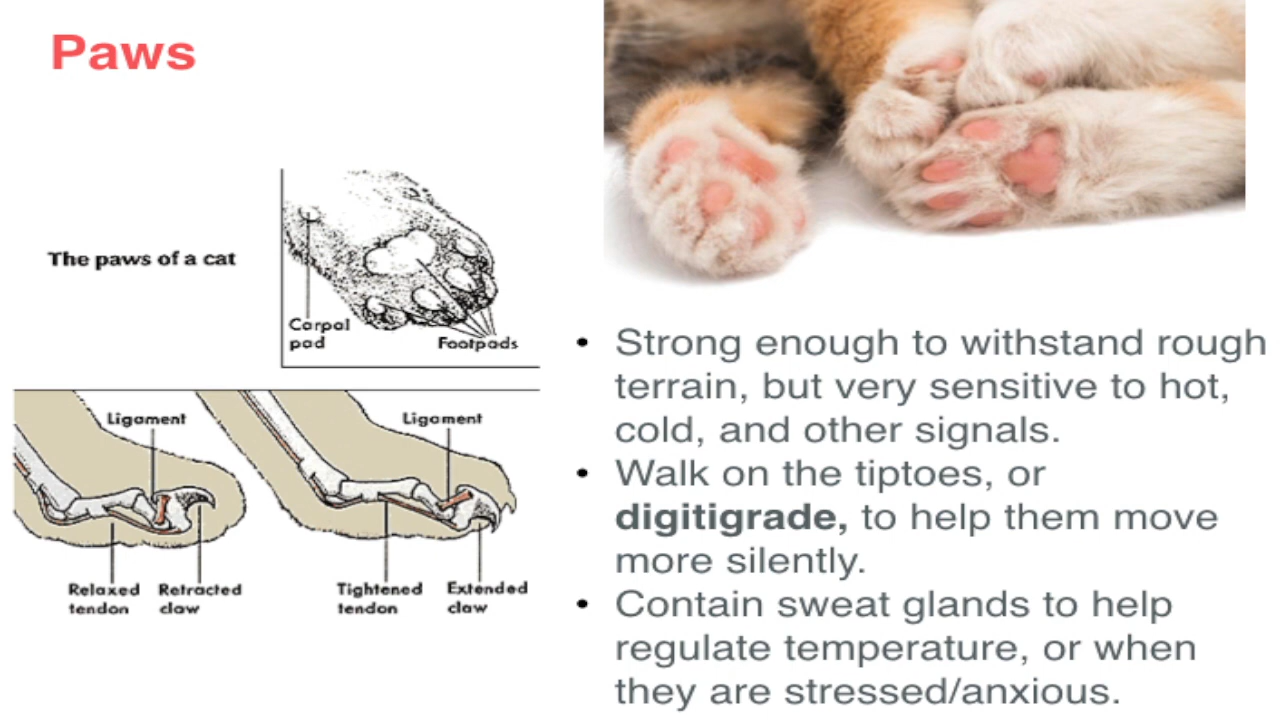 Paws
The paws of a cat
Carpal
pad
Footpads
Ligament
Ligament
Relaxed
tendon
Retracted
claw
Tightened
tendon
Extended
claw
• Strong enough to withstand rough
terrain, but very sensitive to hot,
cold, and other signals.
• Walk on the tiptoes, or
digitigrade, to help them move
more silently.
• Contain sweat glands to help
regulate temperature, or when
they are stressed/anxious.